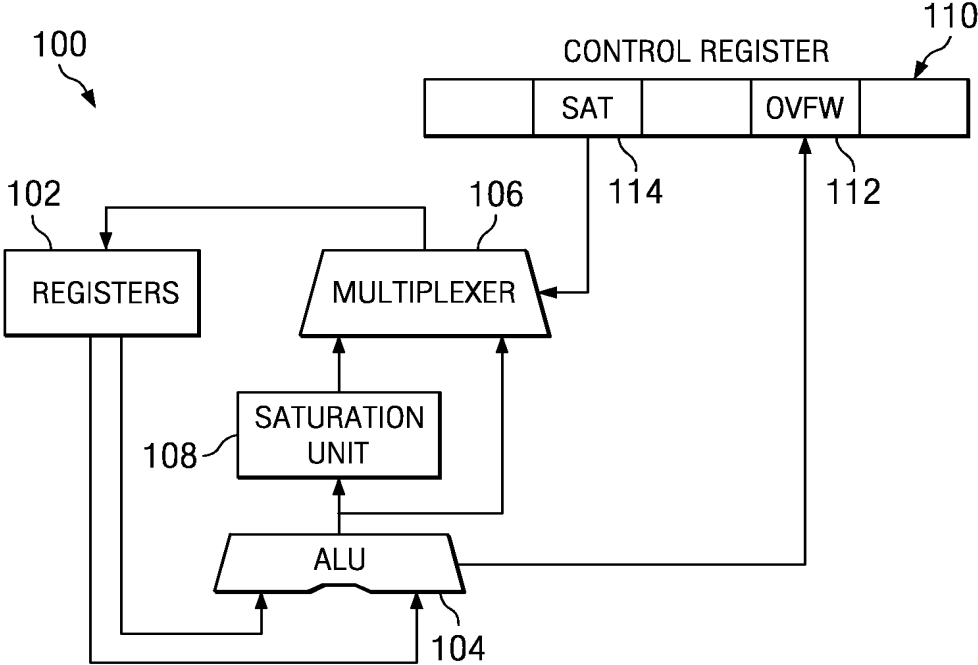 100
110
CONTROL REGISTER
SAT
OVFW
114
112
102
106
REGISTERS
MULTIPLEXER
SATURATION
UNIT
108
ALU
104